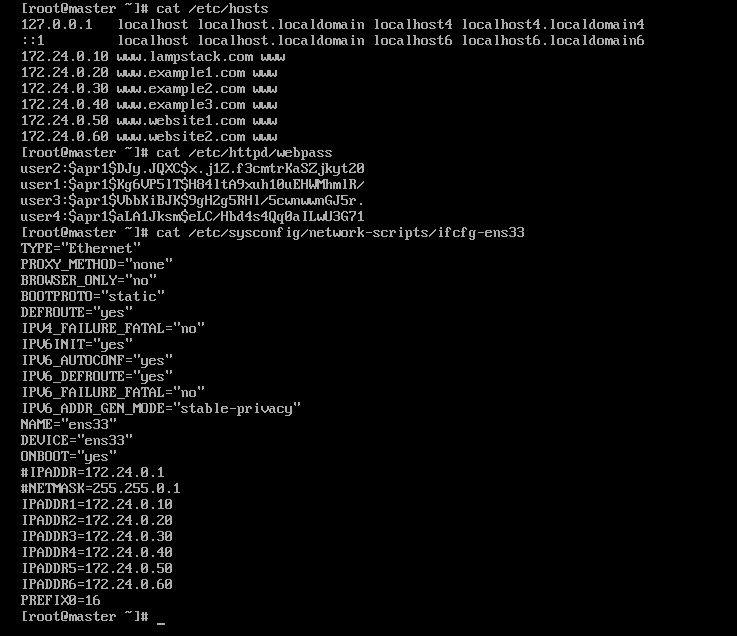 [root@master ~]# cat /etc/hosts
127.0.0.1   localhost localhost.localdomain localhost4 localhost4.localdomain4
::1         localhost localhost.localdomain localhost6 localhost6.localdomain6
172.24.0.10 www.lampstack.com www
172.24.0.20 www.example1.com www
172.24.0.30 www.example2.com www
172.24.0.40 www.example3.com www
172.24.0.50 www.website1.com www
172.24.0.60 www.website2.com www
[root@master ~]# cat /etc/httpd/webpass
user2:$apr1$DJy.JQXC$x.j1Z.f3cmtrKaSZjkyt20
user1:$apr1$Kg6VP5lT$H84ltA9xuh10uEHWMhmlR/
user3:$apr1$VbbKiBJK$9gH2g5RHl/5cwnwwnGJ5r.
user4:$apr1$aLA1Jksm$eLC/Hbd4s4Qq0aILwU3G71
[root@master ~]# cat /etc/sysconfig/network-scripts/ifcfg-ens33
TYPE="Ethernet"
PROXY_METHOD="none"
BROWSER_ONLY="no"
BOOTPROTO="static"
DEFROUTE="yes"
IPV4_FAILURE_FATAL="no"
IPV6INIT="yes"
IPV6_AUTOCONF="yes"
IPV6_DEFROUTE="yes"
IPV6_FAILURE_FATAL="no"
IPV6_ADDR_GEN_MODE="stable-privacy"
NAME="ens33"
DEVICE="ens33"
ONBOOT="yes"
#IPADDR=172.24.0.1
#NETMASK=255.255.0.1
IPADDR1=172.24.0.10
IPADDR2=172.24.0.20
IPADDR3=172.24.0.30
IPADDR4=172.24.0.40
IPADDR5=172.24.0.50
IPADDR6=172.24.0.60
PREFIX0=16
[root@master ~]# _